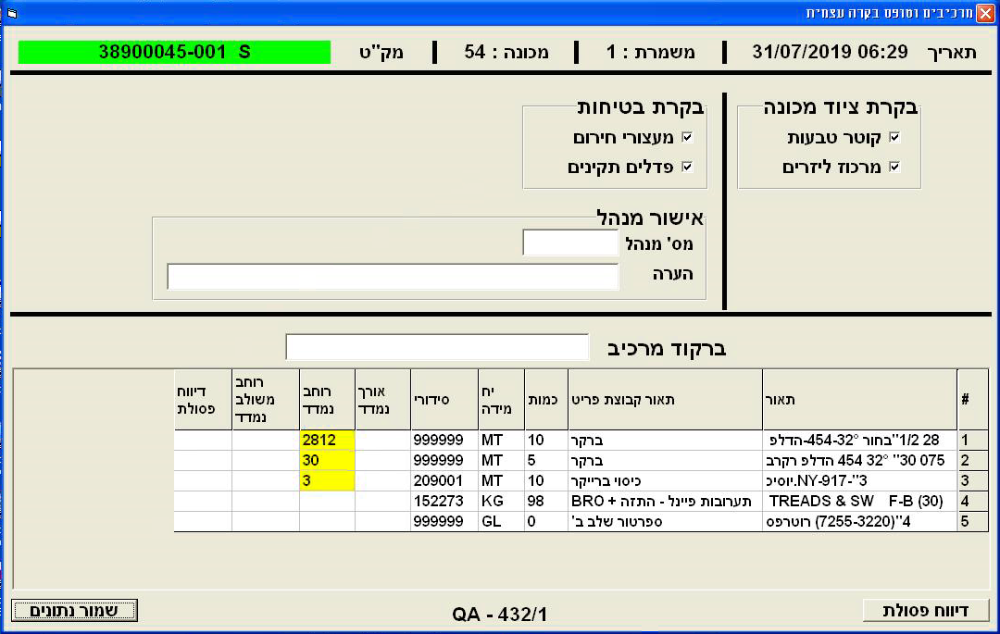 מרכיבים וטופס בקרה עצמית
תאריך 31/07/2019 06:29 משמרת : 1 מכונה : 54 מק"ט 38900045-001 S
בקרת ציוד מכונה
קוטר טבעות
מרכוז ליזרים
בקרת בטיחות
מעצורי חירום
פדלים תקינים
אישור מנהל
מס' מנהל
הערה
ברקוד מרכיב
# תאור תאור קבוצת פריט כמות יח מידה סידורי אורך נמדד רוחב נמדד רוחב משולב נמדד דיווח פסולת
1 28 1/2"בחור 454-32°-הדלפ ברקר 10 MT 999999 2812
2 075 30" 32° 454 הדלפ רקרב ברקר 5 MT 999999 30
3 3"-NY-917.יוסיכ כיסוי ברייקר 10 MT 209001 3
4 TREADS & SW F-B (30) תערובות פיינל - התזה + BRO 98 KG 152273
5 4"(7255-3220) רוטרפס ספרטור שלב ב' 0 GL 999999
דיווח פסולת QA - 432/1 שמור נתונים